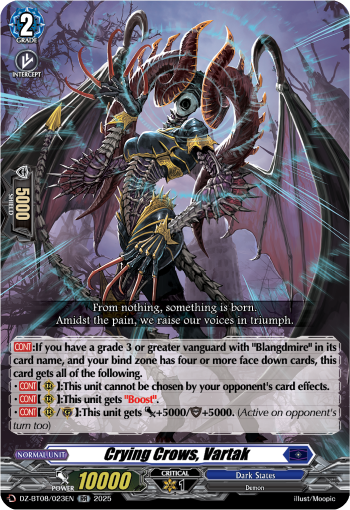 2
GRADE
INTERCEPT
5000
SHIELD
From nothing, something is born.
Amidst the pain, we raise our voices in triumph.
CONT:If you have a grade 3 or greater vanguard with "Blangdmire" in its
card name, and your bind zone has four or more face down cards, this
card gets all of the following.
・CONT【RC】:This unit cannot be chosen by your opponent's card effects.
・CONT【RC】:This unit gets "Boost".
・CONT【RC/GC】:This unit gets +5000/+5000. (Active on opponent's
turn too)
NORMAL UNIT
Crying Crows, Vartak
POWER
10000
CRITICAL
1
Dark States
Demon
DZ-BT08/023EN RR 2025
illust/Moopic